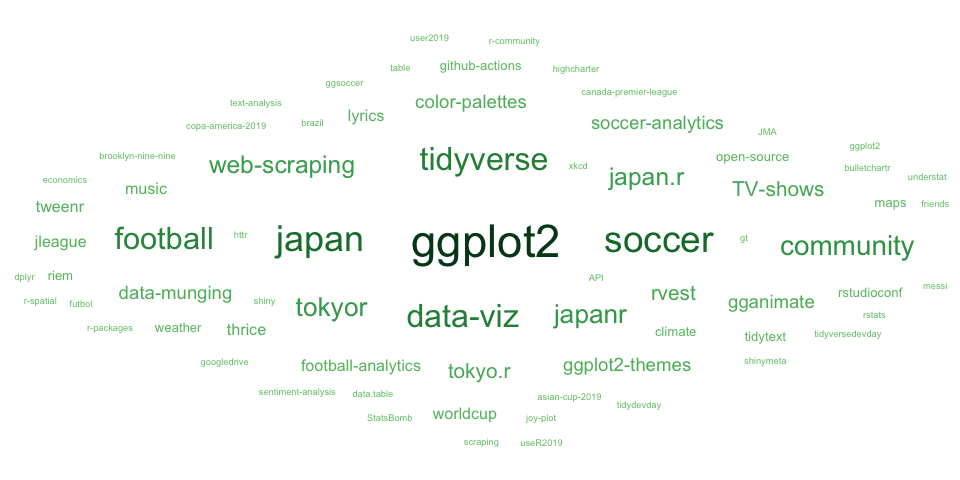 user2019
r-community
table
github-actions
highcharter
ggsoccer
canada-premier-league
text-analysis
color-palettes
copa-america-2019
brazil
lyrics
soccer-analytics
JMA
ggplot2
brooklyn-nine-nine
web-scraping
tidyverse
xkcd
open-source
bulletchartr
economics
music
japan.r
TV-shows
understat
tweenr
maps
friends
jleague
football
httr
japan
ggplot2
soccer
gt
community
dplyr
riem
API
r-spatial
futbol
data-munging
shiny
rvest
gganimate
rstudioconf
messi
tokyor
data-viz
japanr
rstats
r-packages
weather
thrice
climate
tidytext
tidyversedevday
googledrive
football-analytics
tokyo.r
ggplot2-themes
shinymeta
sentiment-analysis
data.table
asian-cup-2019
tidydevday
StatsBomb
worldcup
joy-plot
scraping
useR2019